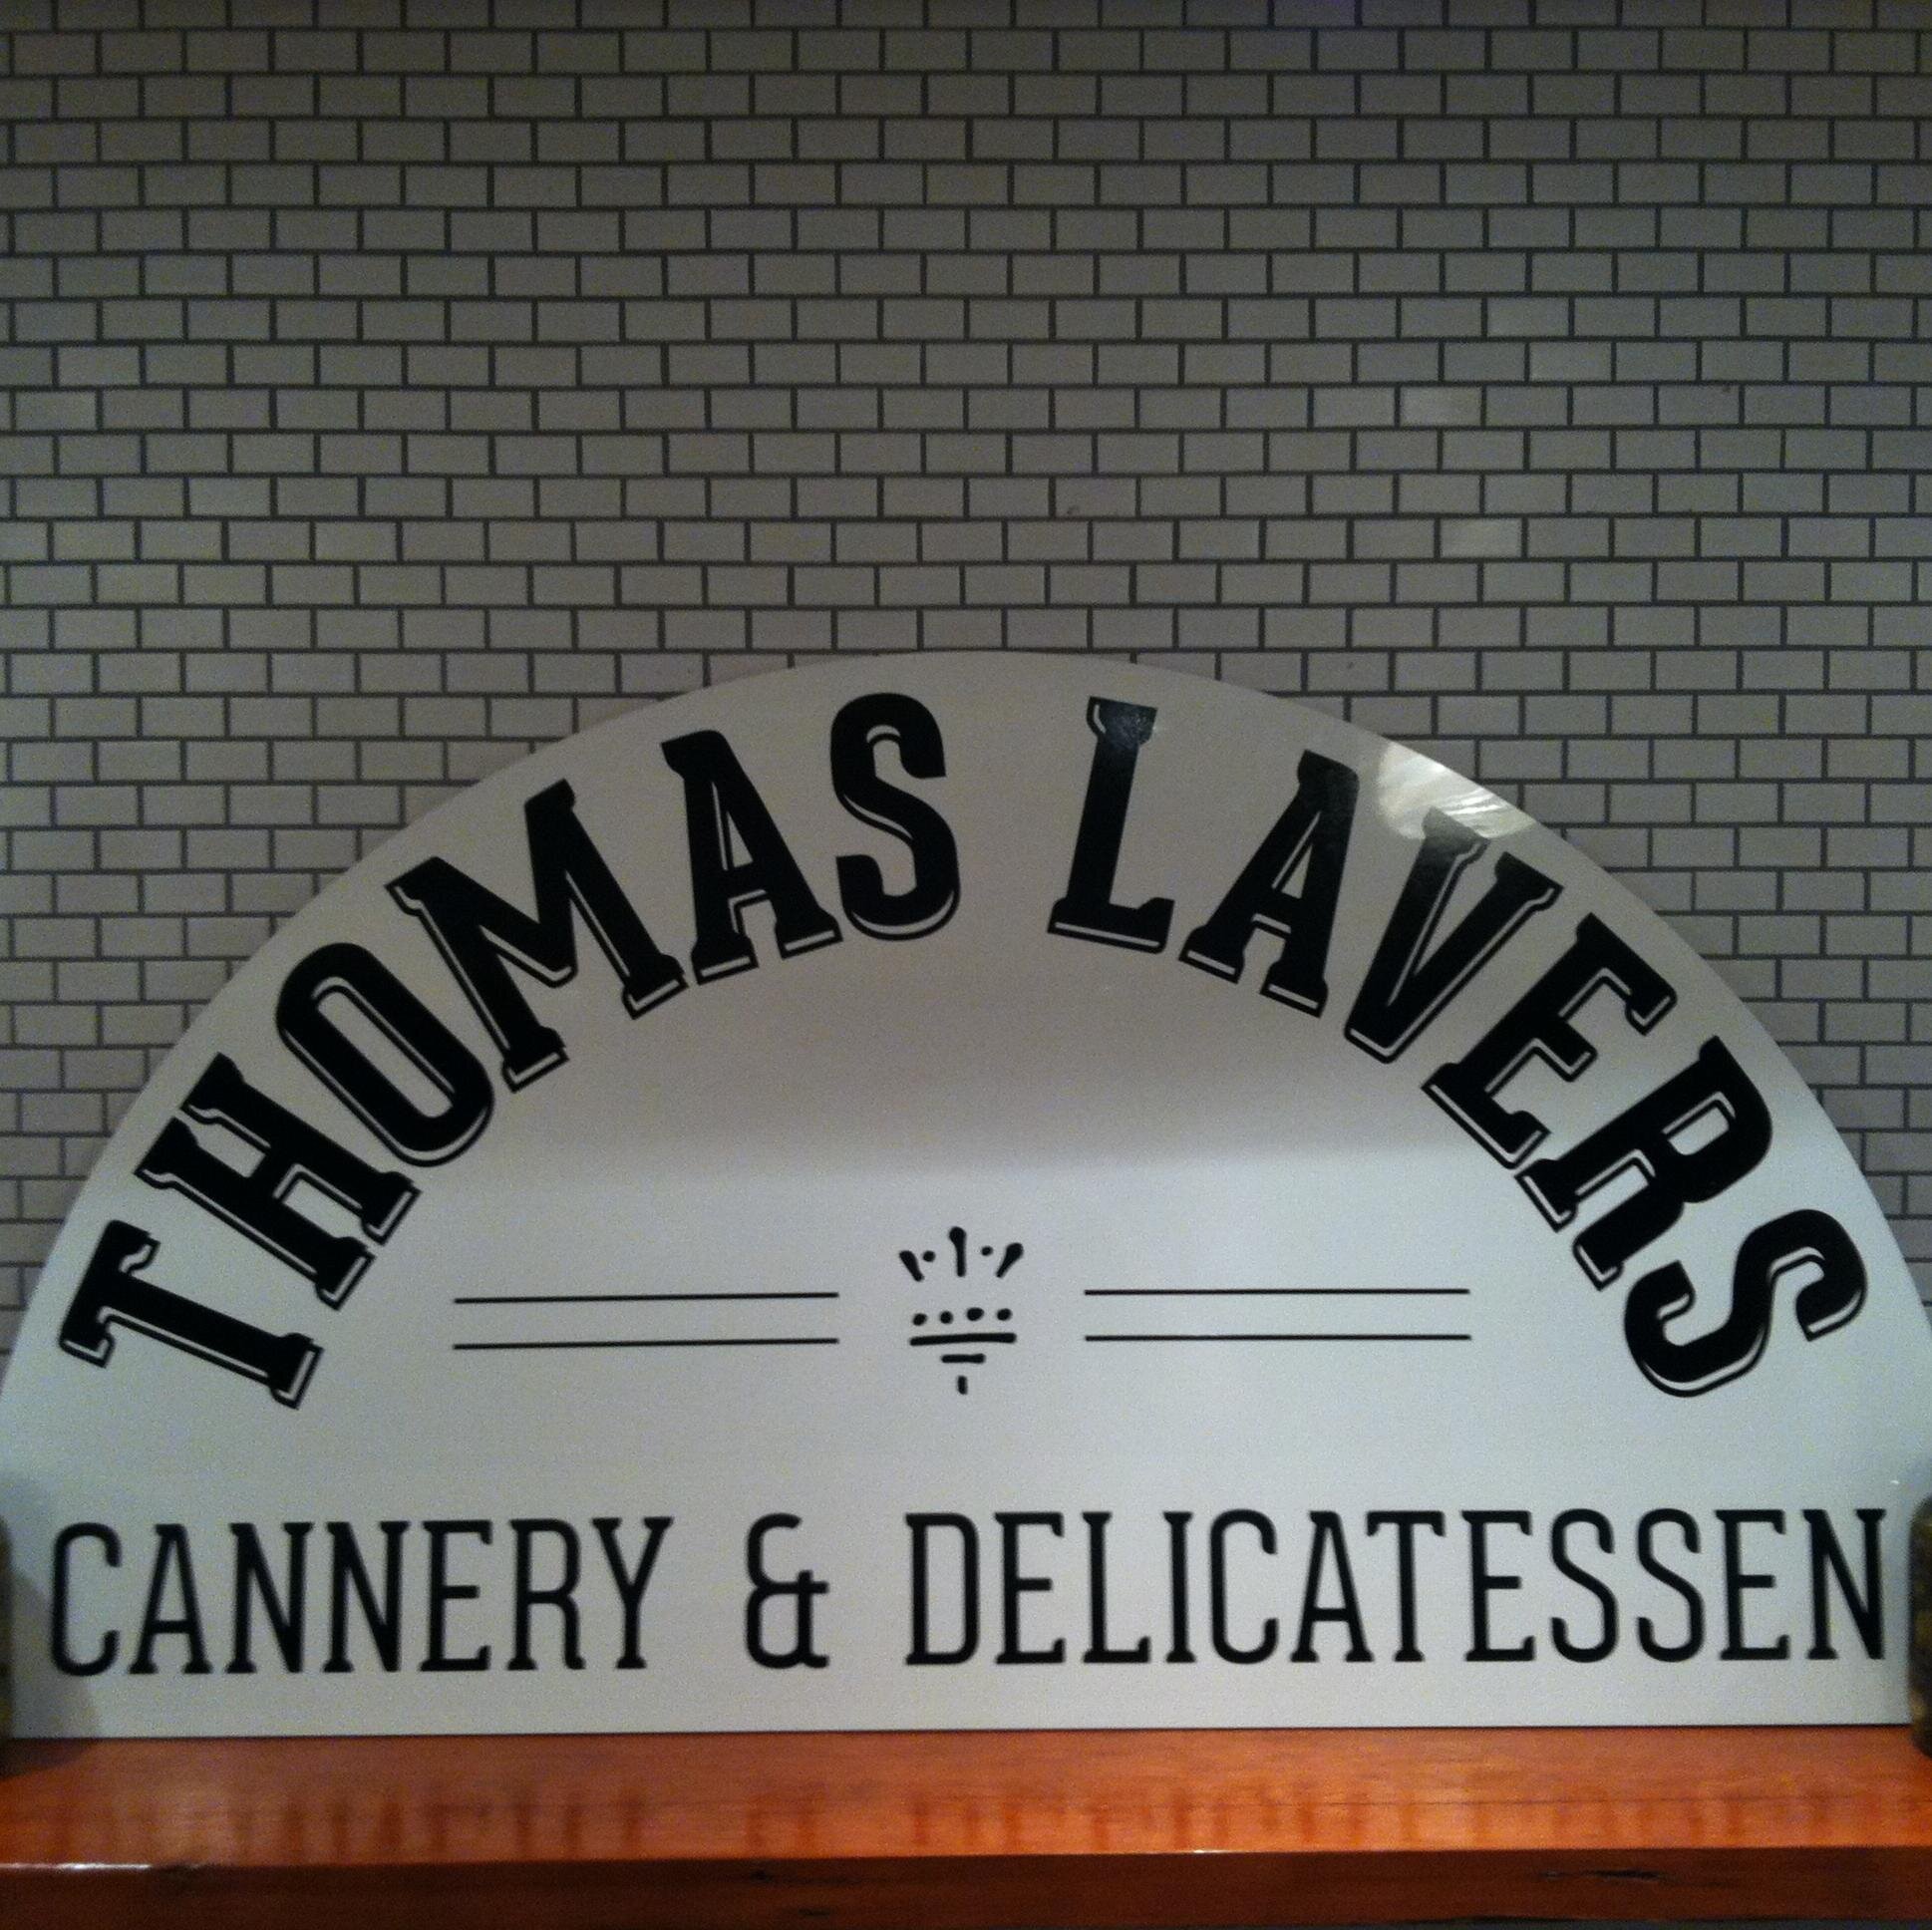 THOMAS LAVERS
CANNERY & DELICATESSEN